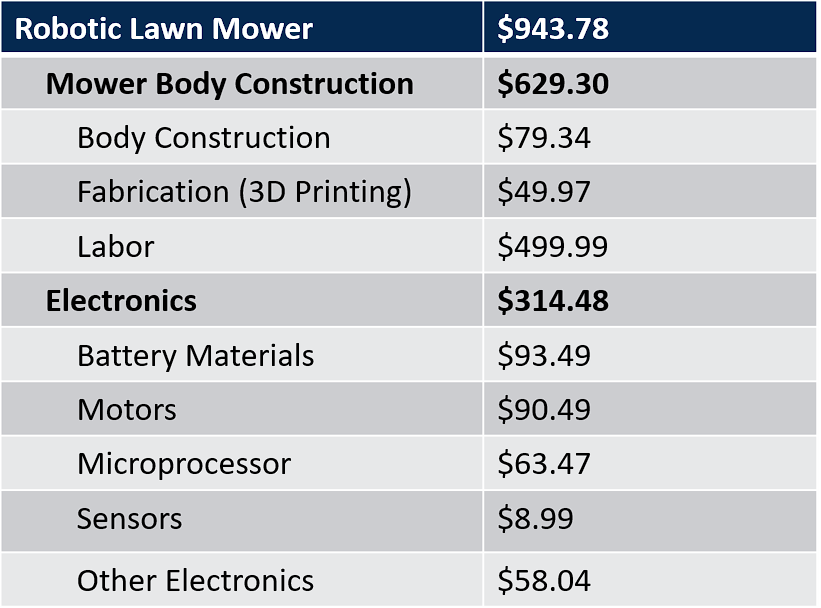 Robotic Lawn Mower $943.78
Mower Body Construction $629.30
Body Construction $79.34
Fabrication (3D Printing) $49.97
Labor $499.99
Electronics $314.48
Battery Materials $93.49
Motors $90.49
Microprocessor $63.47
Sensors $8.99
Other Electronics $58.04